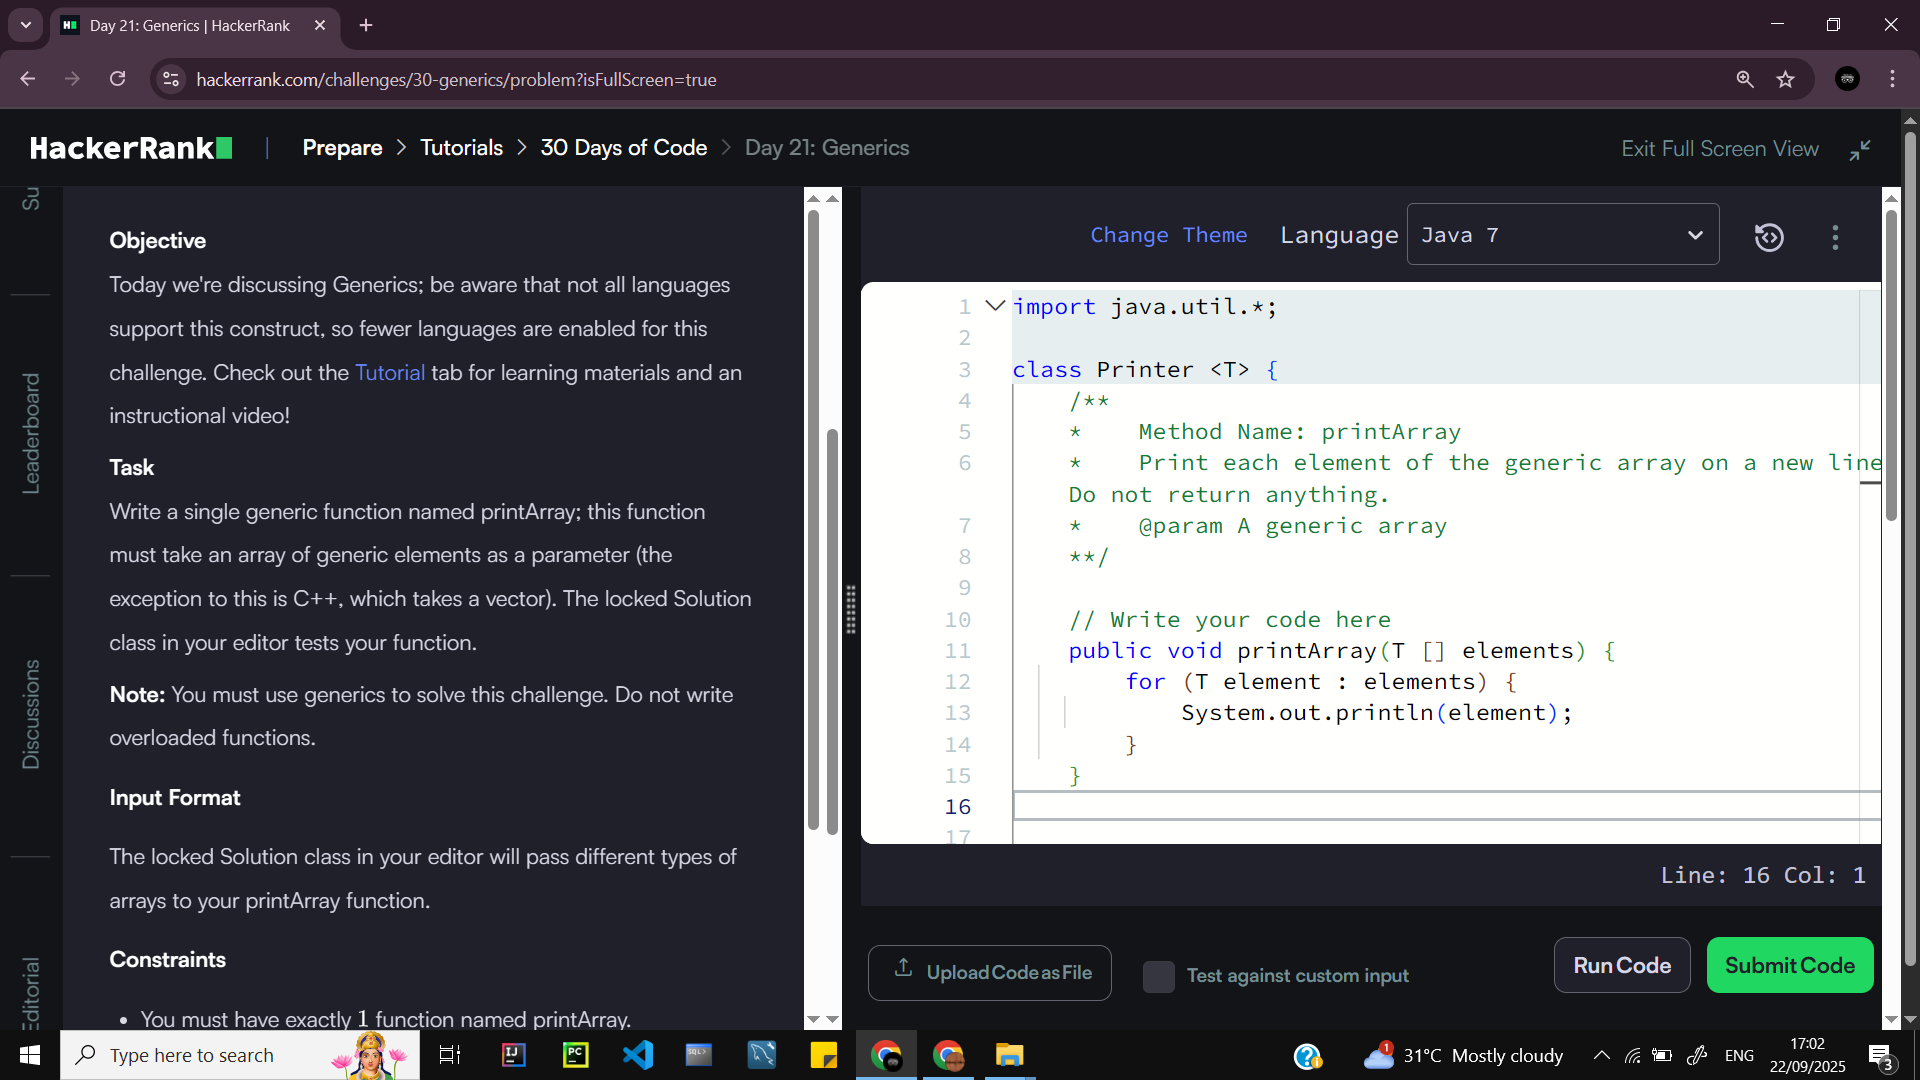 Day 21: Generics | HackerRank
hackerrank.com/challenges/30-generics/problem?isFullScreen=true
HackerRank | Prepare > Tutorials > 30 Days of Code > Day 21: Generics
Exit Full Screen View
Su
Leaderboard
Discussions
Editorial
Objective
Today we're discussing Generics; be aware that not all languages
support this construct, so fewer languages are enabled for this
challenge. Check out the Tutorial tab for learning materials and an
instructional video!
Task
Write a single generic function named printArray; this function
must take an array of generic elements as a parameter (the
exception to this is C++, which takes a vector). The locked Solution
class in your editor tests your function.
Note: You must use generics to solve this challenge. Do not write
overloaded functions.
Input Format
The locked Solution class in your editor will pass different types of
arrays to your printArray function.
Constraints
• You must have exactly 1 function named printArray.
Change Theme Language Java 7
1 import java.util.*;
2
3 class Printer <T> {
4 /**
5 * Method Name: printArray
6 * Print each element of the generic array on a new line
Do not return anything.
7 * @param A generic array
8 **/
9
10 // Write your code here
11 public void printArray(T [] elements) {
12 for (T element : elements) {
13 System.out.println(element);
14 }
15 }
16
17
Line: 16 Col: 1
Upload Code as File
Test against custom input
Run Code
Submit Code
Type here to search
31°C Mostly cloudy
ENG
17:02
22/09/2025
3